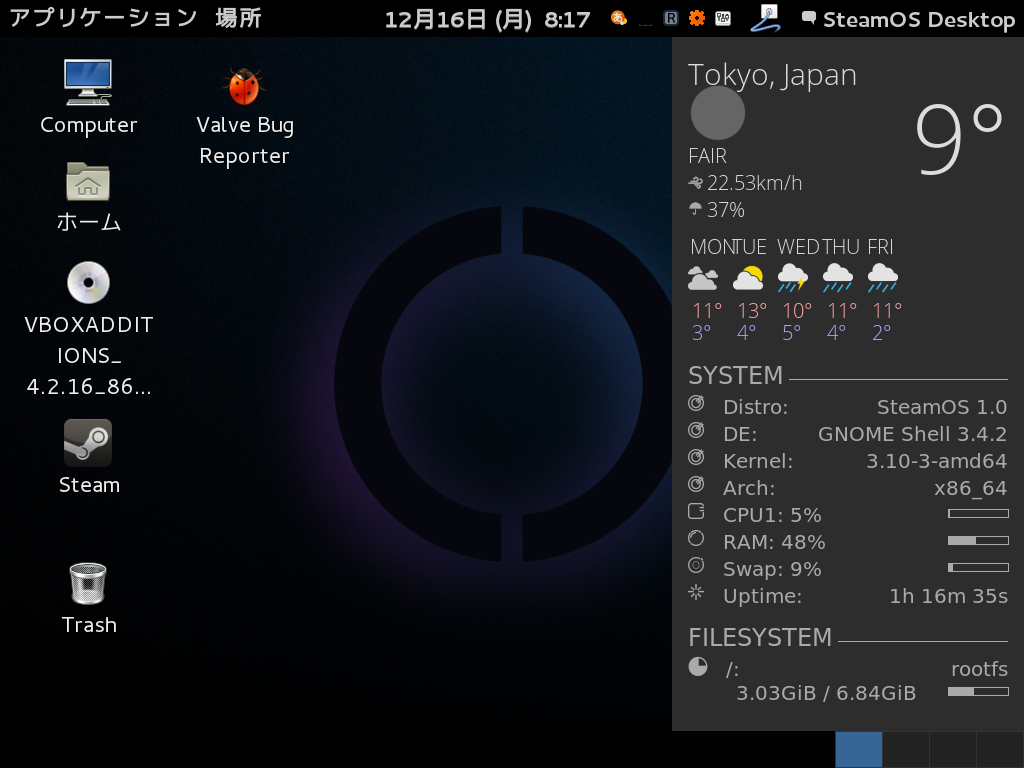 アプリケーション 場所 12月16日 (月) 8:17 SteamOS Desktop
Computer
ホーム
VBOXADDIT
IONS_
4.2.16_86...
Steam
Trash
Valve Bug
Reporter
Tokyo, Japan
9°
FAIR
22.53km/h
37%
MON TUE WED THU FRI
11° 13° 10° 11° 11°
3° 4° 5° 4° 2°
SYSTEM
Distro: SteamOS 1.0
DE: GNOME Shell 3.4.2
Kernel: 3.10-3-amd64
Arch: x86_64
CPU1: 5%
RAM: 48%
Swap: 9%
Uptime: 1h 16m 35s
FILESYSTEM
/: rootfs
3.03GiB / 6.84GiB